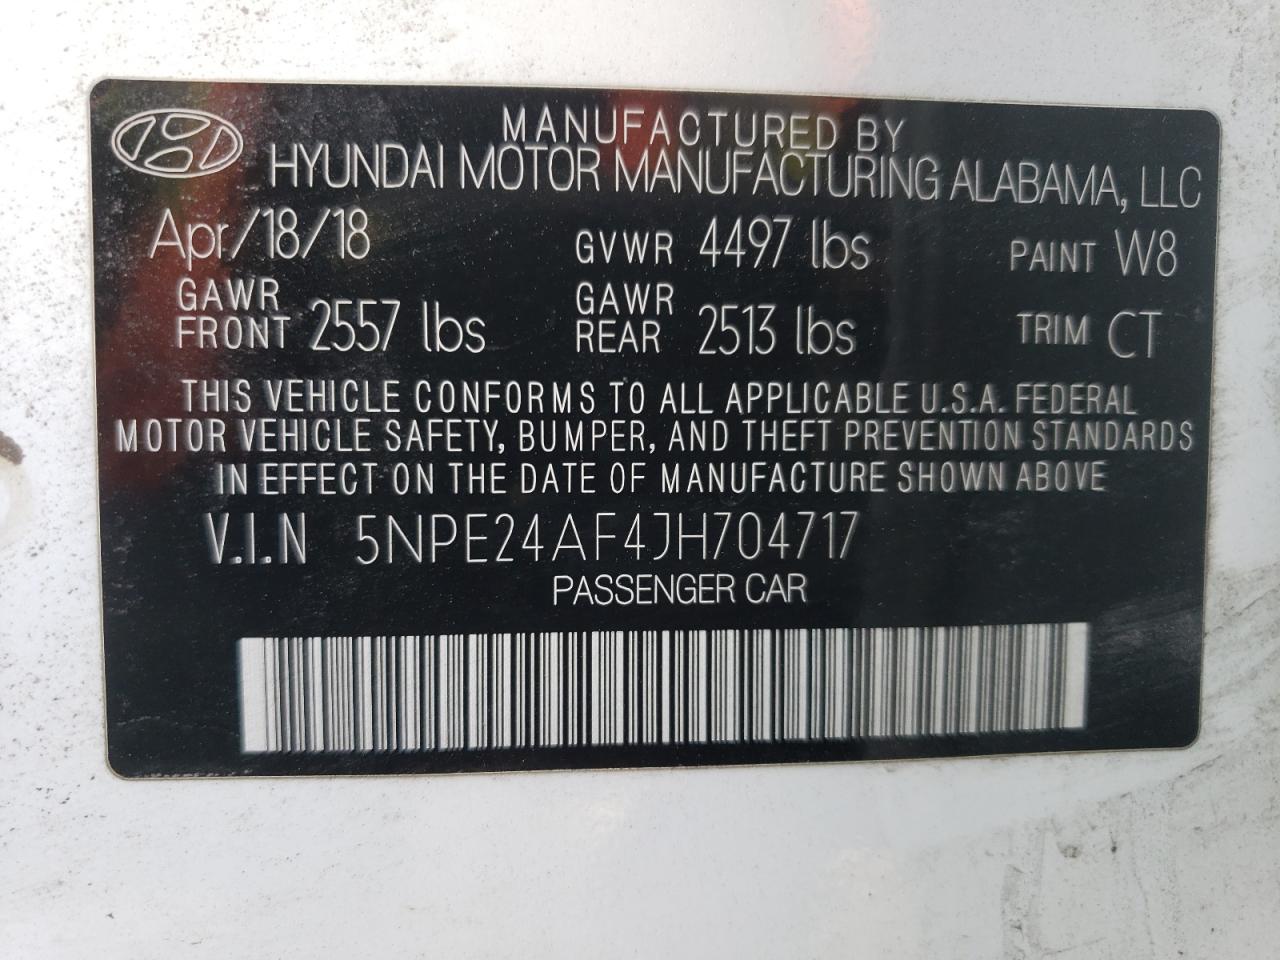 MANUFACTURED BY
HYUNDAI MOTOR MANUFACTURING ALABAMA, LLC
Apr/18/18 GVWR 4497 lbs PAINT W8
GAWR FRONT 2557 lbs GAWR REAR 2513 lbs TRIM CT
THIS VEHICLE CONFORMS TO ALL APPLICABLE U.S.A. FEDERAL
MOTOR VEHICLE SAFETY, BUMPER, AND THEFT PREVENTION STANDARDS
IN EFFECT ON THE DATE OF MANUFACTURE SHOWN ABOVE
V.I.N 5NPE24AF4JH704717
PASSENGER CAR